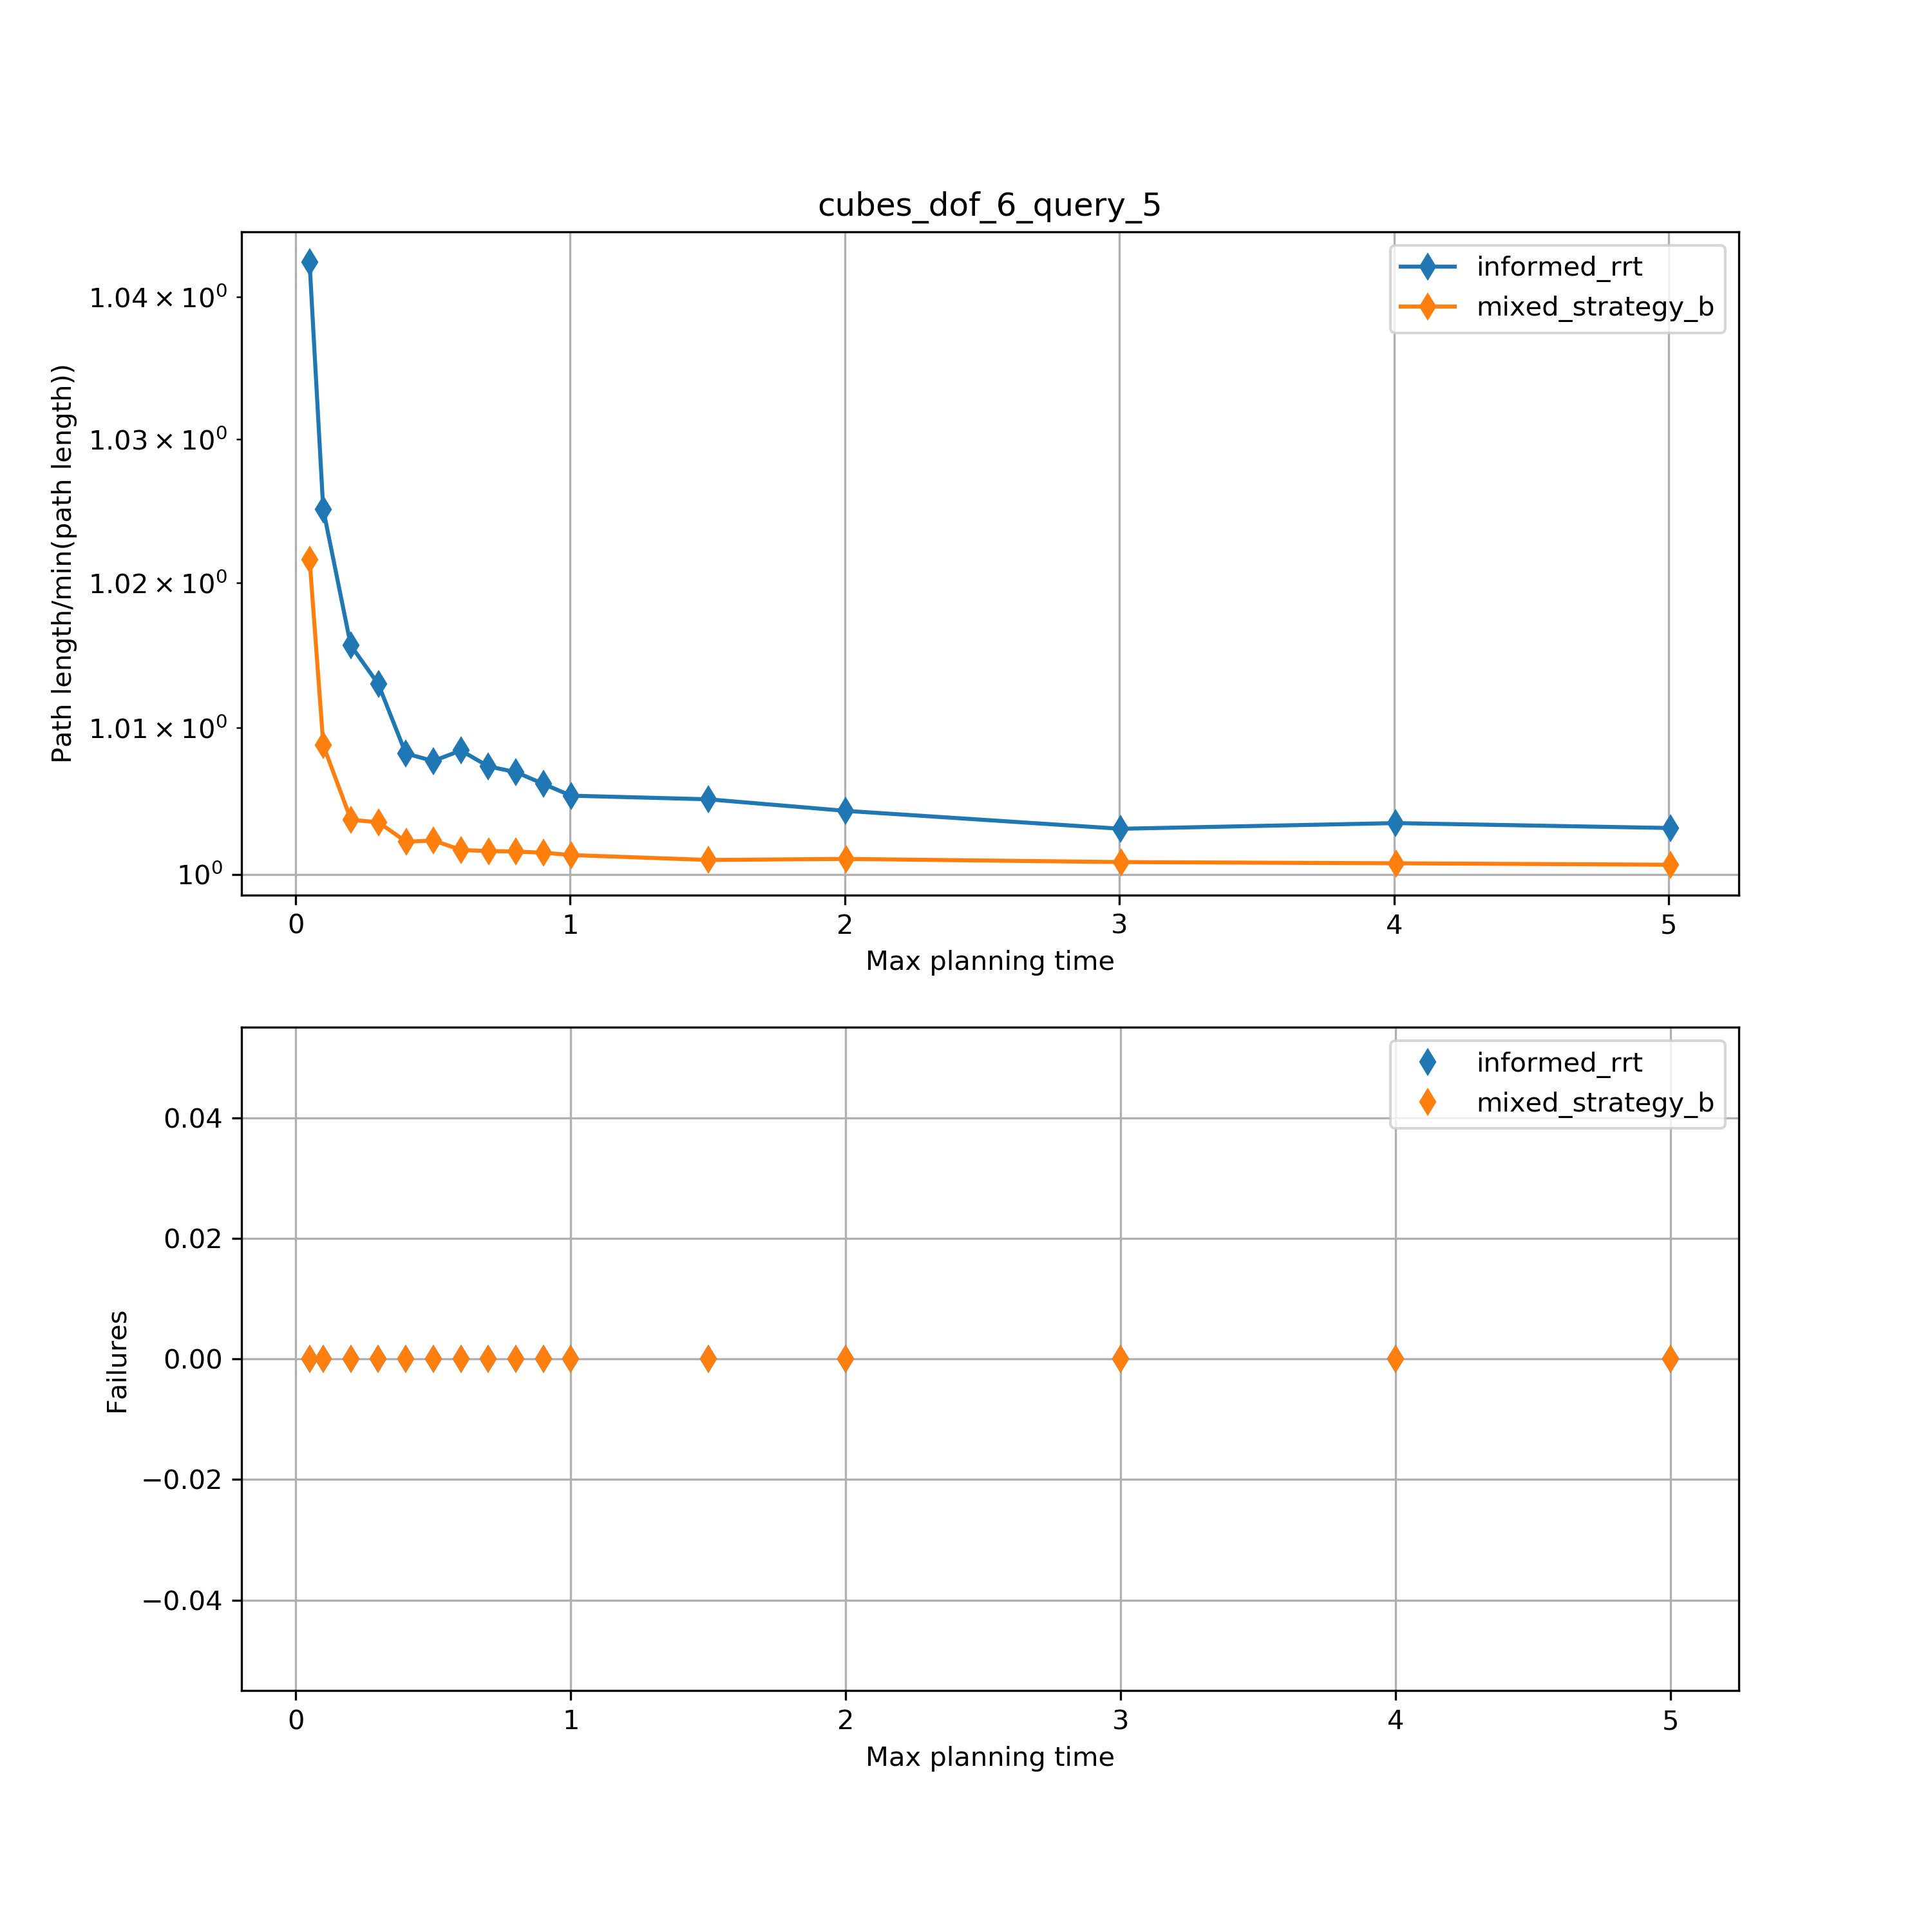 cubes_dof_6_query_5
informed_rrt
mixed_strategy_b
1.04 × 10⁰
1.03 × 10⁰
1.02 × 10⁰
1.01 × 10⁰
10⁰
Path length/min(path length))
0 1 2 3 4 5
Max planning time
informed_rrt
mixed_strategy_b
0.04
0.02
0.00
−0.02
−0.04
Failures
0 1 2 3 4 5
Max planning time